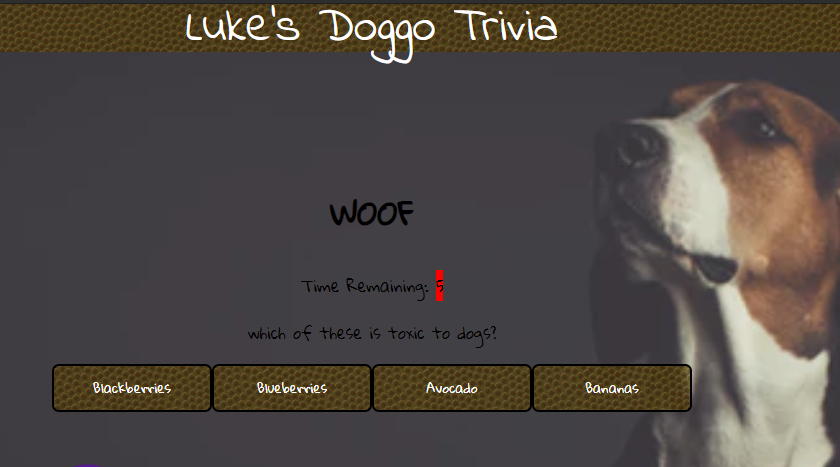 Luke's Doggo Trivia
WOOF
Time Remaining: 5
which of these is toxic to dogs?
Blackberries Blueberries Avocado Bananas